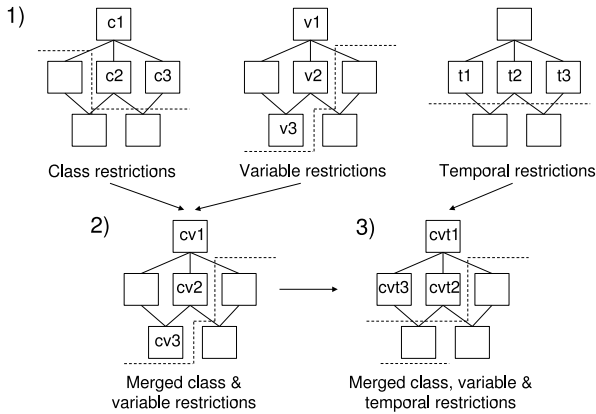 1)
c1
v1
c2
c3
v2
t1
t2
t3
v3
Class restrictions
Variable restrictions
Temporal restrictions
2)
cv1
3)
cvt1
cv2
cvt3
cvt2
cv3
Merged class &
variable restrictions
Merged class, variable &
temporal restrictions